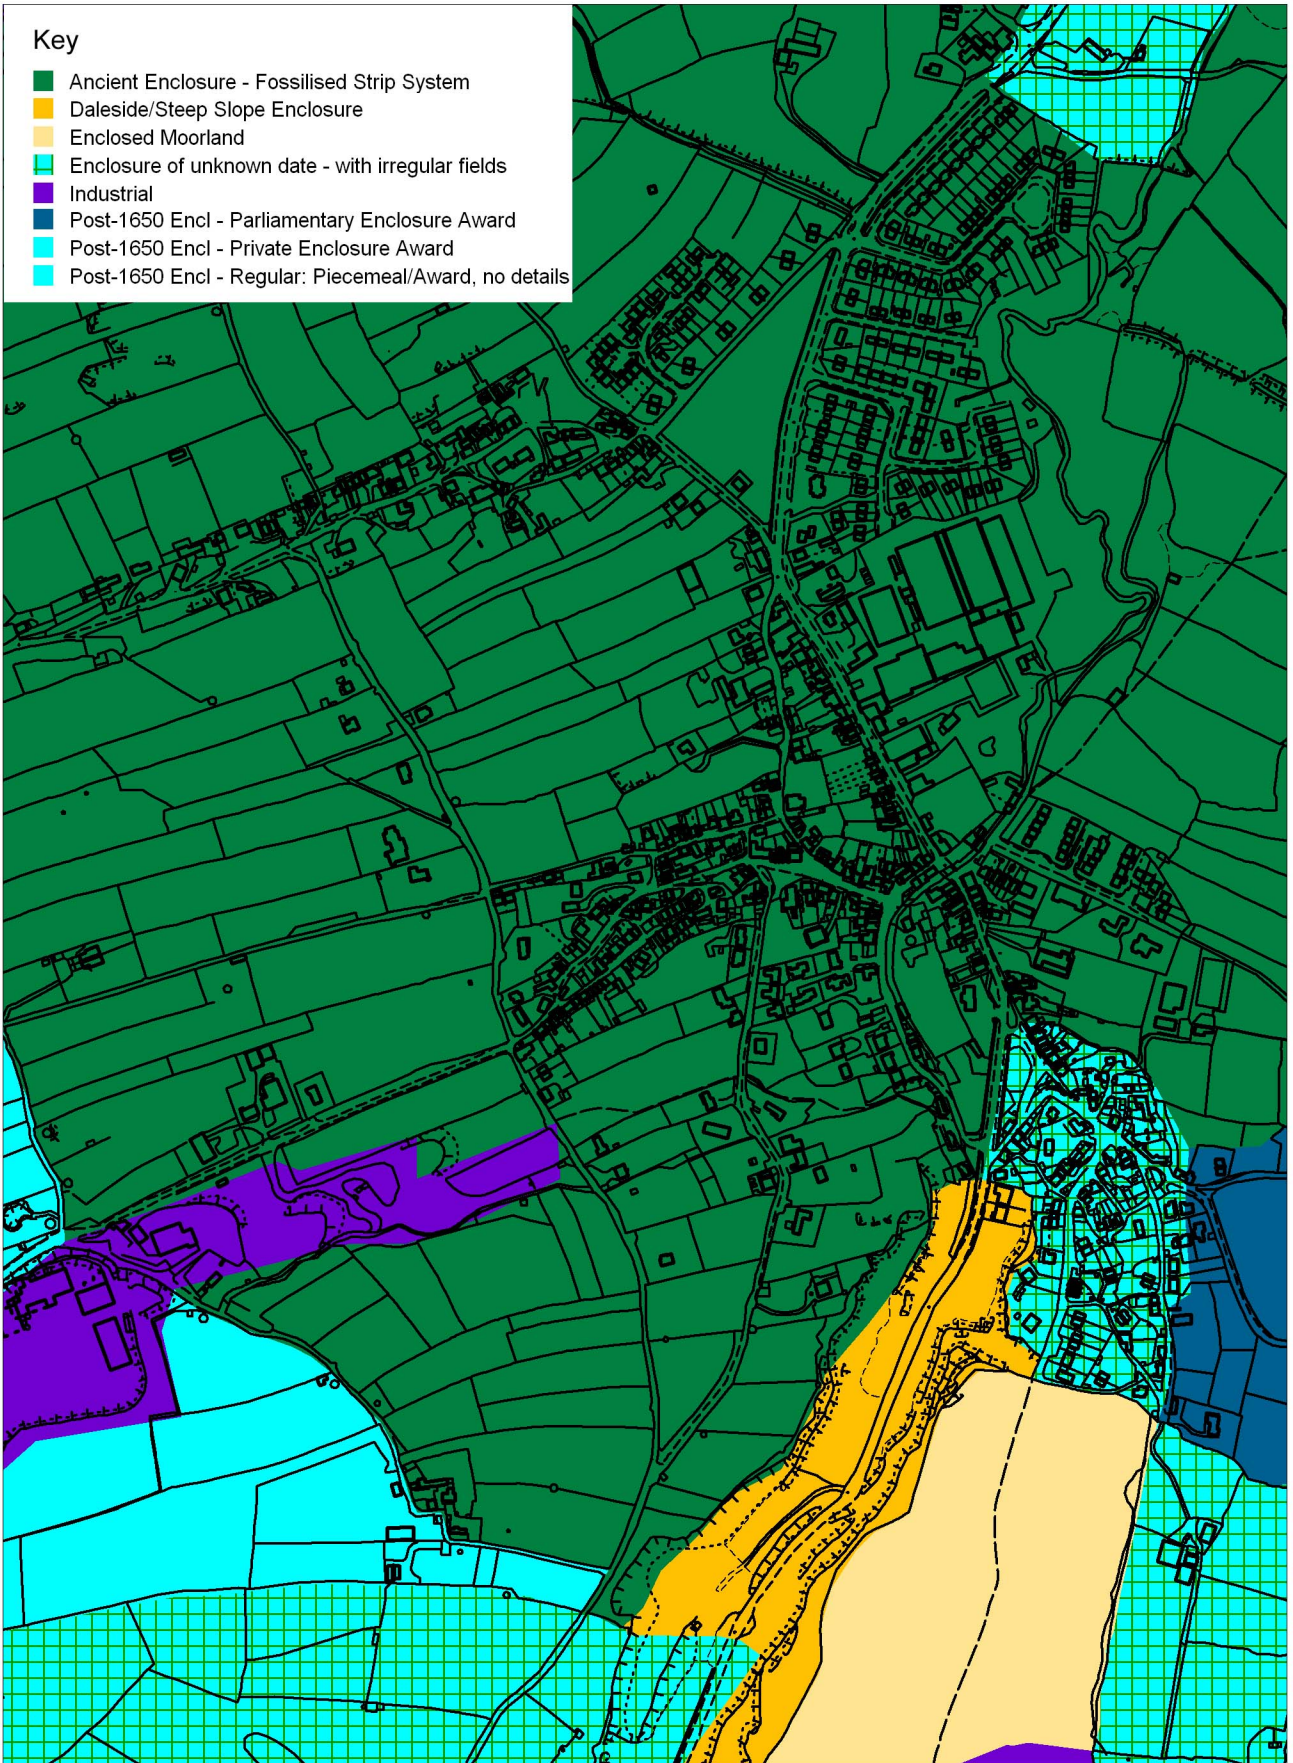 Key
Ancient Enclosure - Fossilised Strip System
Daleside/Steep Slope Enclosure
Enclosed Moorland
Enclosure of unknown date - with irregular fields
Industrial
Post-1650 Encl - Parliamentary Enclosure Award
Post-1650 Encl - Private Enclosure Award
Post-1650 Encl - Regular: Piecemeal/Award, no details